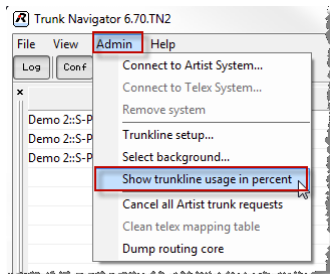 Trunk Navigator 6.70.TN2
File View Admin Help
Log Conf
Connect to Artist System...
Connect to Telex System...
Remove system
Demo 2::S-P
Demo 2::S-P
Demo 2::S-P
Trunkline setup...
Select background...
Show trunkline usage in percent
Cancel all Artist trunk requests
Clean telex mapping table
Dump routing core